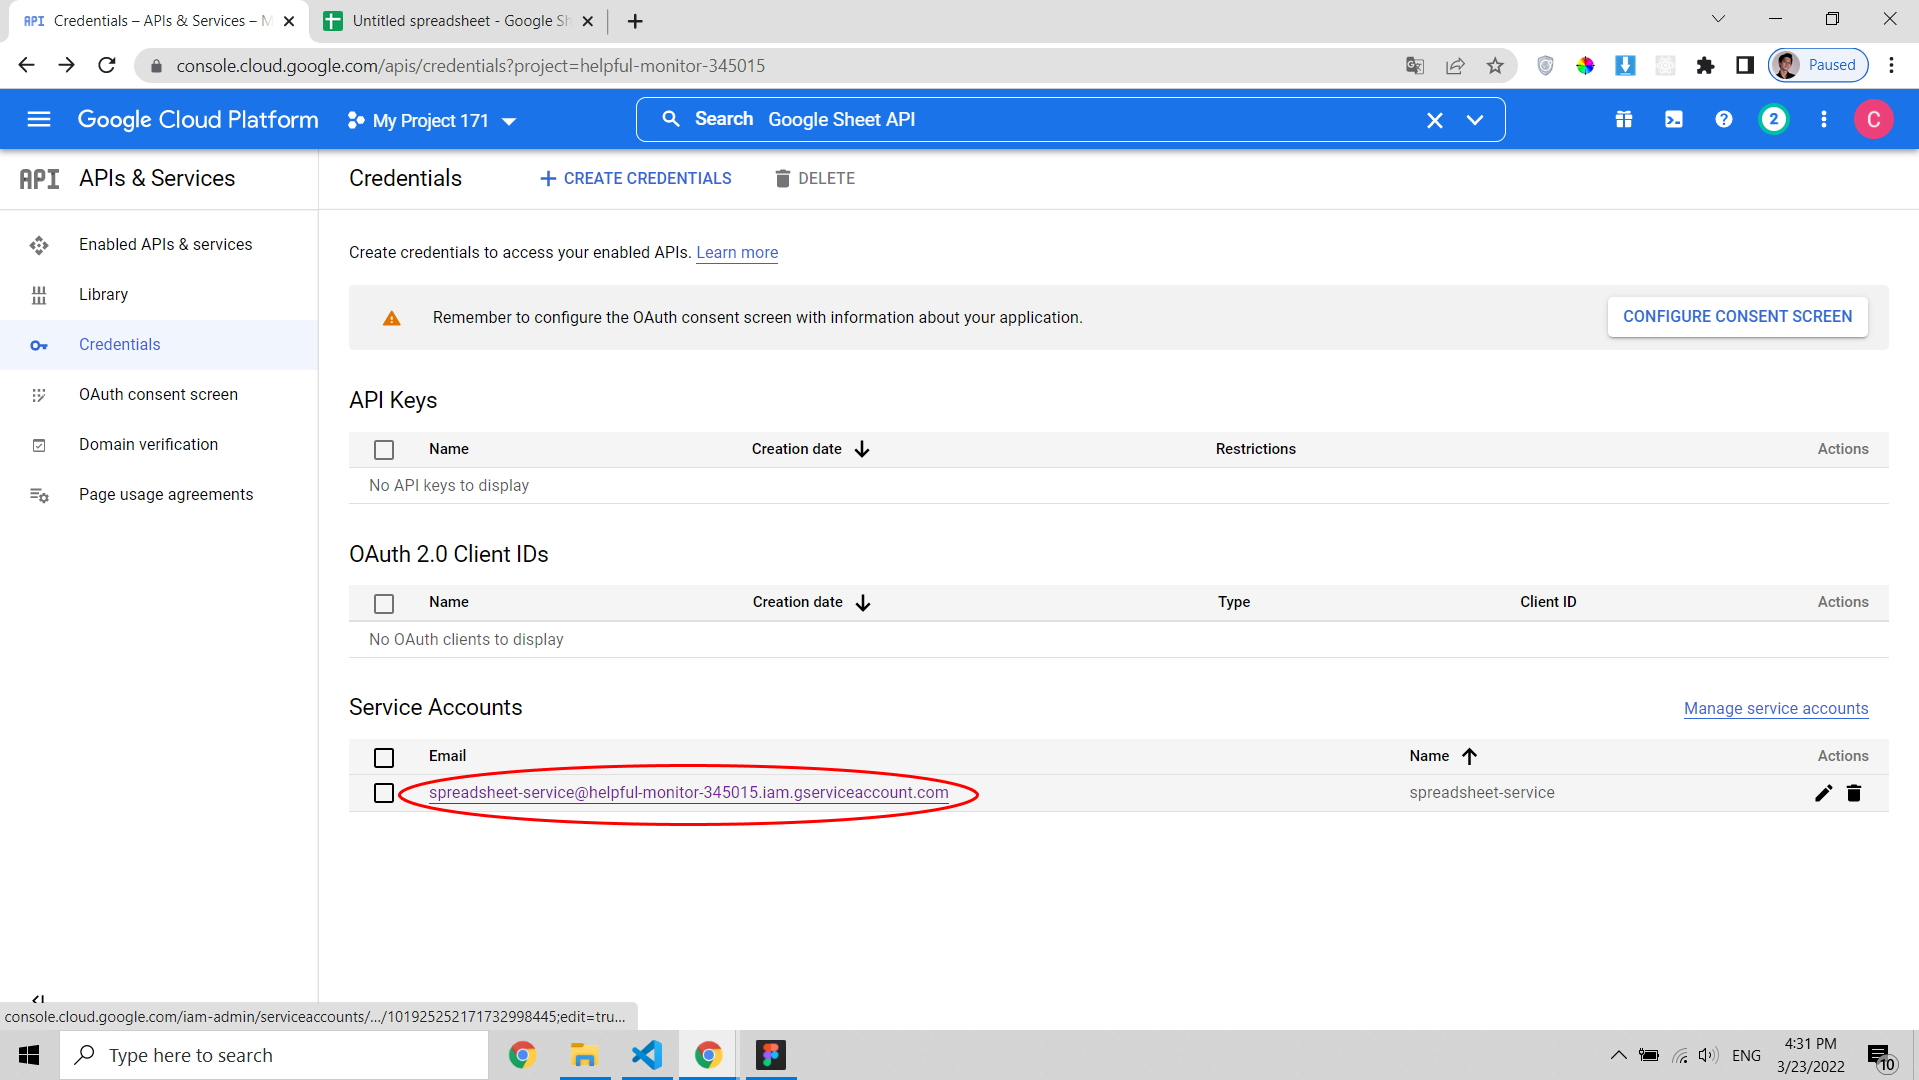 API Credentials – APIs & Services – M
Untitled spreadsheet - Google Sh
console.cloud.google.com/apis/credentials?project=helpful-monitor-345015
Paused
Google Cloud Platform
My Project 171
Search Google Sheet API
2
C
API APIs & Services
Credentials
CREATE CREDENTIALS
DELETE
Enabled APIs & services
Library
Credentials
OAuth consent screen
Domain verification
Page usage agreements
Create credentials to access your enabled APIs. Learn more
Remember to configure the OAuth consent screen with information about your application.
CONFIGURE CONSENT SCREEN
API Keys
Name Creation date Restrictions Actions
No API keys to display
OAuth 2.0 Client IDs
Name Creation date Type Client ID Actions
No OAuth clients to display
Service Accounts
Manage service accounts
Email Name Actions
spreadsheet-service@helpful-monitor-345015.iam.gserviceaccount.com spreadsheet-service
console.cloud.google.com/iam-admin/serviceaccounts/.../101925252171732998445;edit=tru...
Type here to search
ENG
4:31 PM
3/23/2022
10